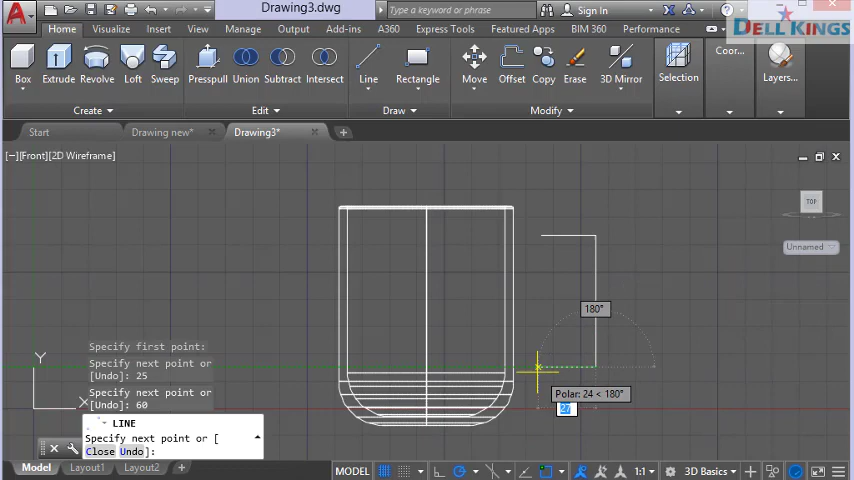 Drawing3.dwg
Type a keyword or phrase
Sign In
DELL KINGS
Home Visualize Insert View Manage Output Add-ins A360 Express Tools Featured Apps BIM 360 Performance
Box Extrude Revolve Loft Sweep Presspull Union Subtract Intersect Line Rectangle Move Offset Copy Erase 3D Mirror Selection Coor... Layers...
Create Edit Draw Modify
Start Drawing new* Drawing3*
[−][Front][2D Wireframe]
TOP
Unnamed
180°
Specify first point:
Specify next point or
[Undo]: 25
Specify next point or
[Undo]: 60
Y
X
Polar: 24 < 180°
27
LINE
Specify next point or [
Close Undo]:
Model Layout1 Layout2
MODEL 1:1 3D Basics